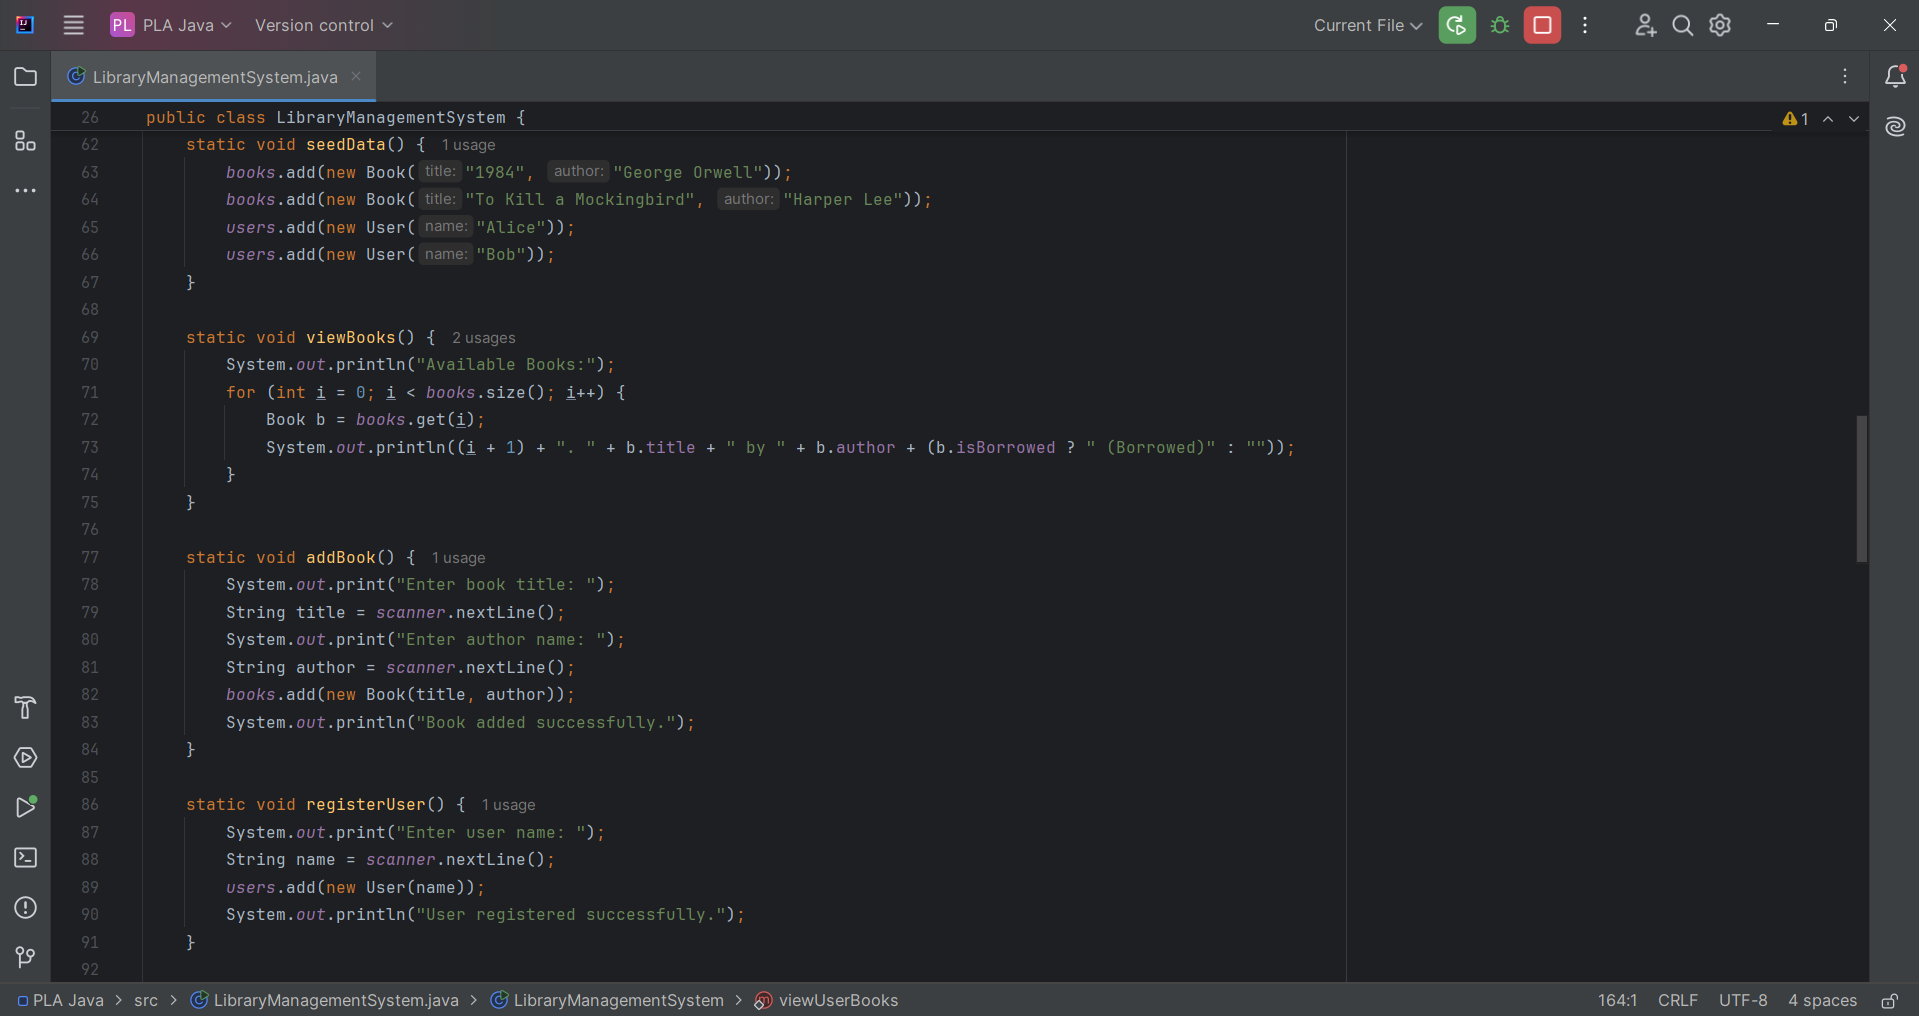 PL PLA Java Version control Current File
LibraryManagementSystem.java
26 public class LibraryManagementSystem { 1
62 static void seedData() { 1 usage
63 books.add(new Book( title: "1984", author: "George Orwell"));
64 books.add(new Book( title: "To Kill a Mockingbird", author: "Harper Lee"));
65 users.add(new User( name: "Alice"));
66 users.add(new User( name: "Bob"));
67 }
68
69 static void viewBooks() { 2 usages
70 System.out.println("Available Books:");
71 for (int i = 0; i < books.size(); i++) {
72 Book b = books.get(i);
73 System.out.println((i + 1) + ". " + b.title + " by " + b.author + (b.isBorrowed ? " (Borrowed)" : ""));
74 }
75 }
76
77 static void addBook() { 1 usage
78 System.out.print("Enter book title: ");
79 String title = scanner.nextLine();
80 System.out.print("Enter author name: ");
81 String author = scanner.nextLine();
82 books.add(new Book(title, author));
83 System.out.println("Book added successfully.");
84 }
85
86 static void registerUser() { 1 usage
87 System.out.print("Enter user name: ");
88 String name = scanner.nextLine();
89 users.add(new User(name));
90 System.out.println("User registered successfully.");
91 }
92
PLA Java > src > LibraryManagementSystem.java > LibraryManagementSystem > viewUserBooks 164:1 CRLF UTF-8 4 spaces